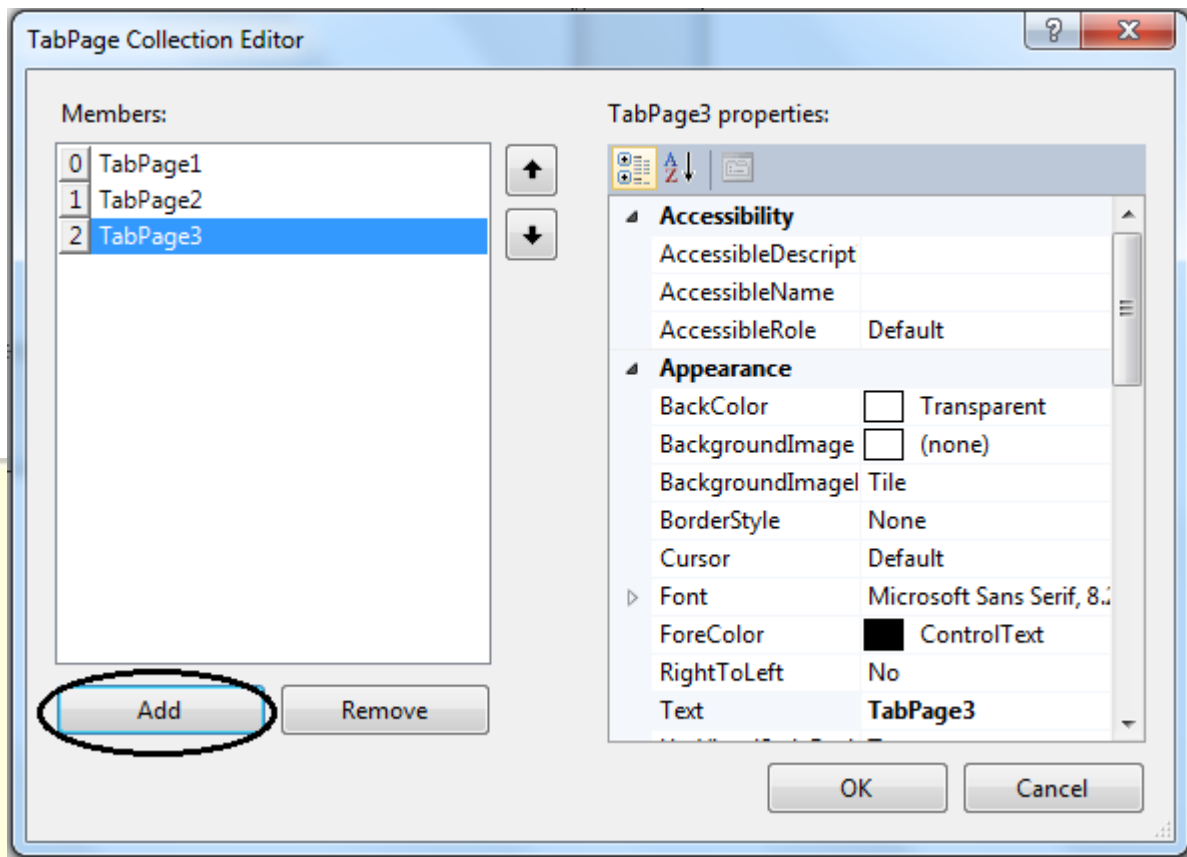 TabPage Collection Editor
Members:
0 TabPage1
1 TabPage2
2 TabPage3
Add
Remove
TabPage3 properties:
Accessibility
AccessibleDescript
AccessibleName
AccessibleRole Default
Appearance
BackColor Transparent
BackgroundImage (none)
BackgroundImagel Tile
BorderStyle None
Cursor Default
Font Microsoft Sans Serif, 8.2
ForeColor ControlText
RightToLeft No
Text TabPage3
OK
Cancel